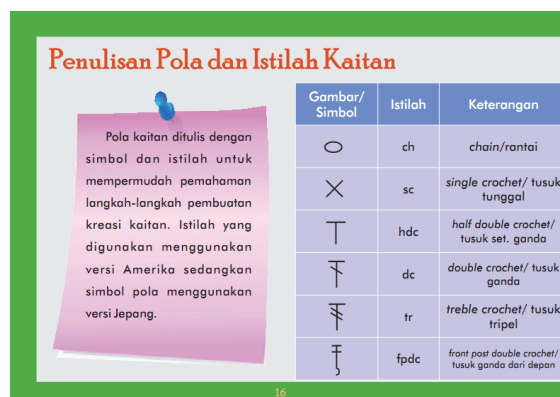 Penulisan Pola dan Istilah Kaitan
Pola kaitan ditulis dengan
simbol dan istilah untuk
mempermudah pemahaman
langkah-langkah pembuatan
kreasi kaitan. Istilah yang
digunakan menggunakan
versi Amerika sedangkan
simbol pola menggunakan
versi Jepang.
Gambar/
Simbol
Istilah
Keterangan
ch
chain/rantai
sc
single crochet/ tusuk
tunggal
hdc
half double crochet/
tusuk set. ganda
dc
double crochet/ tusuk
ganda
tr
treble crochet/ tusuk
tripel
fpdc
front post double crochet/
tusuk ganda dari depan
16